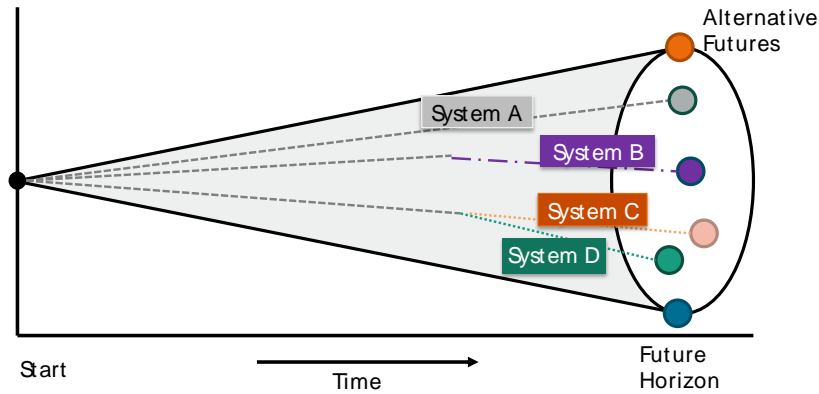 Alternative
Futures
System A
System B
System C
System D
Start
Time
Future
Horizon